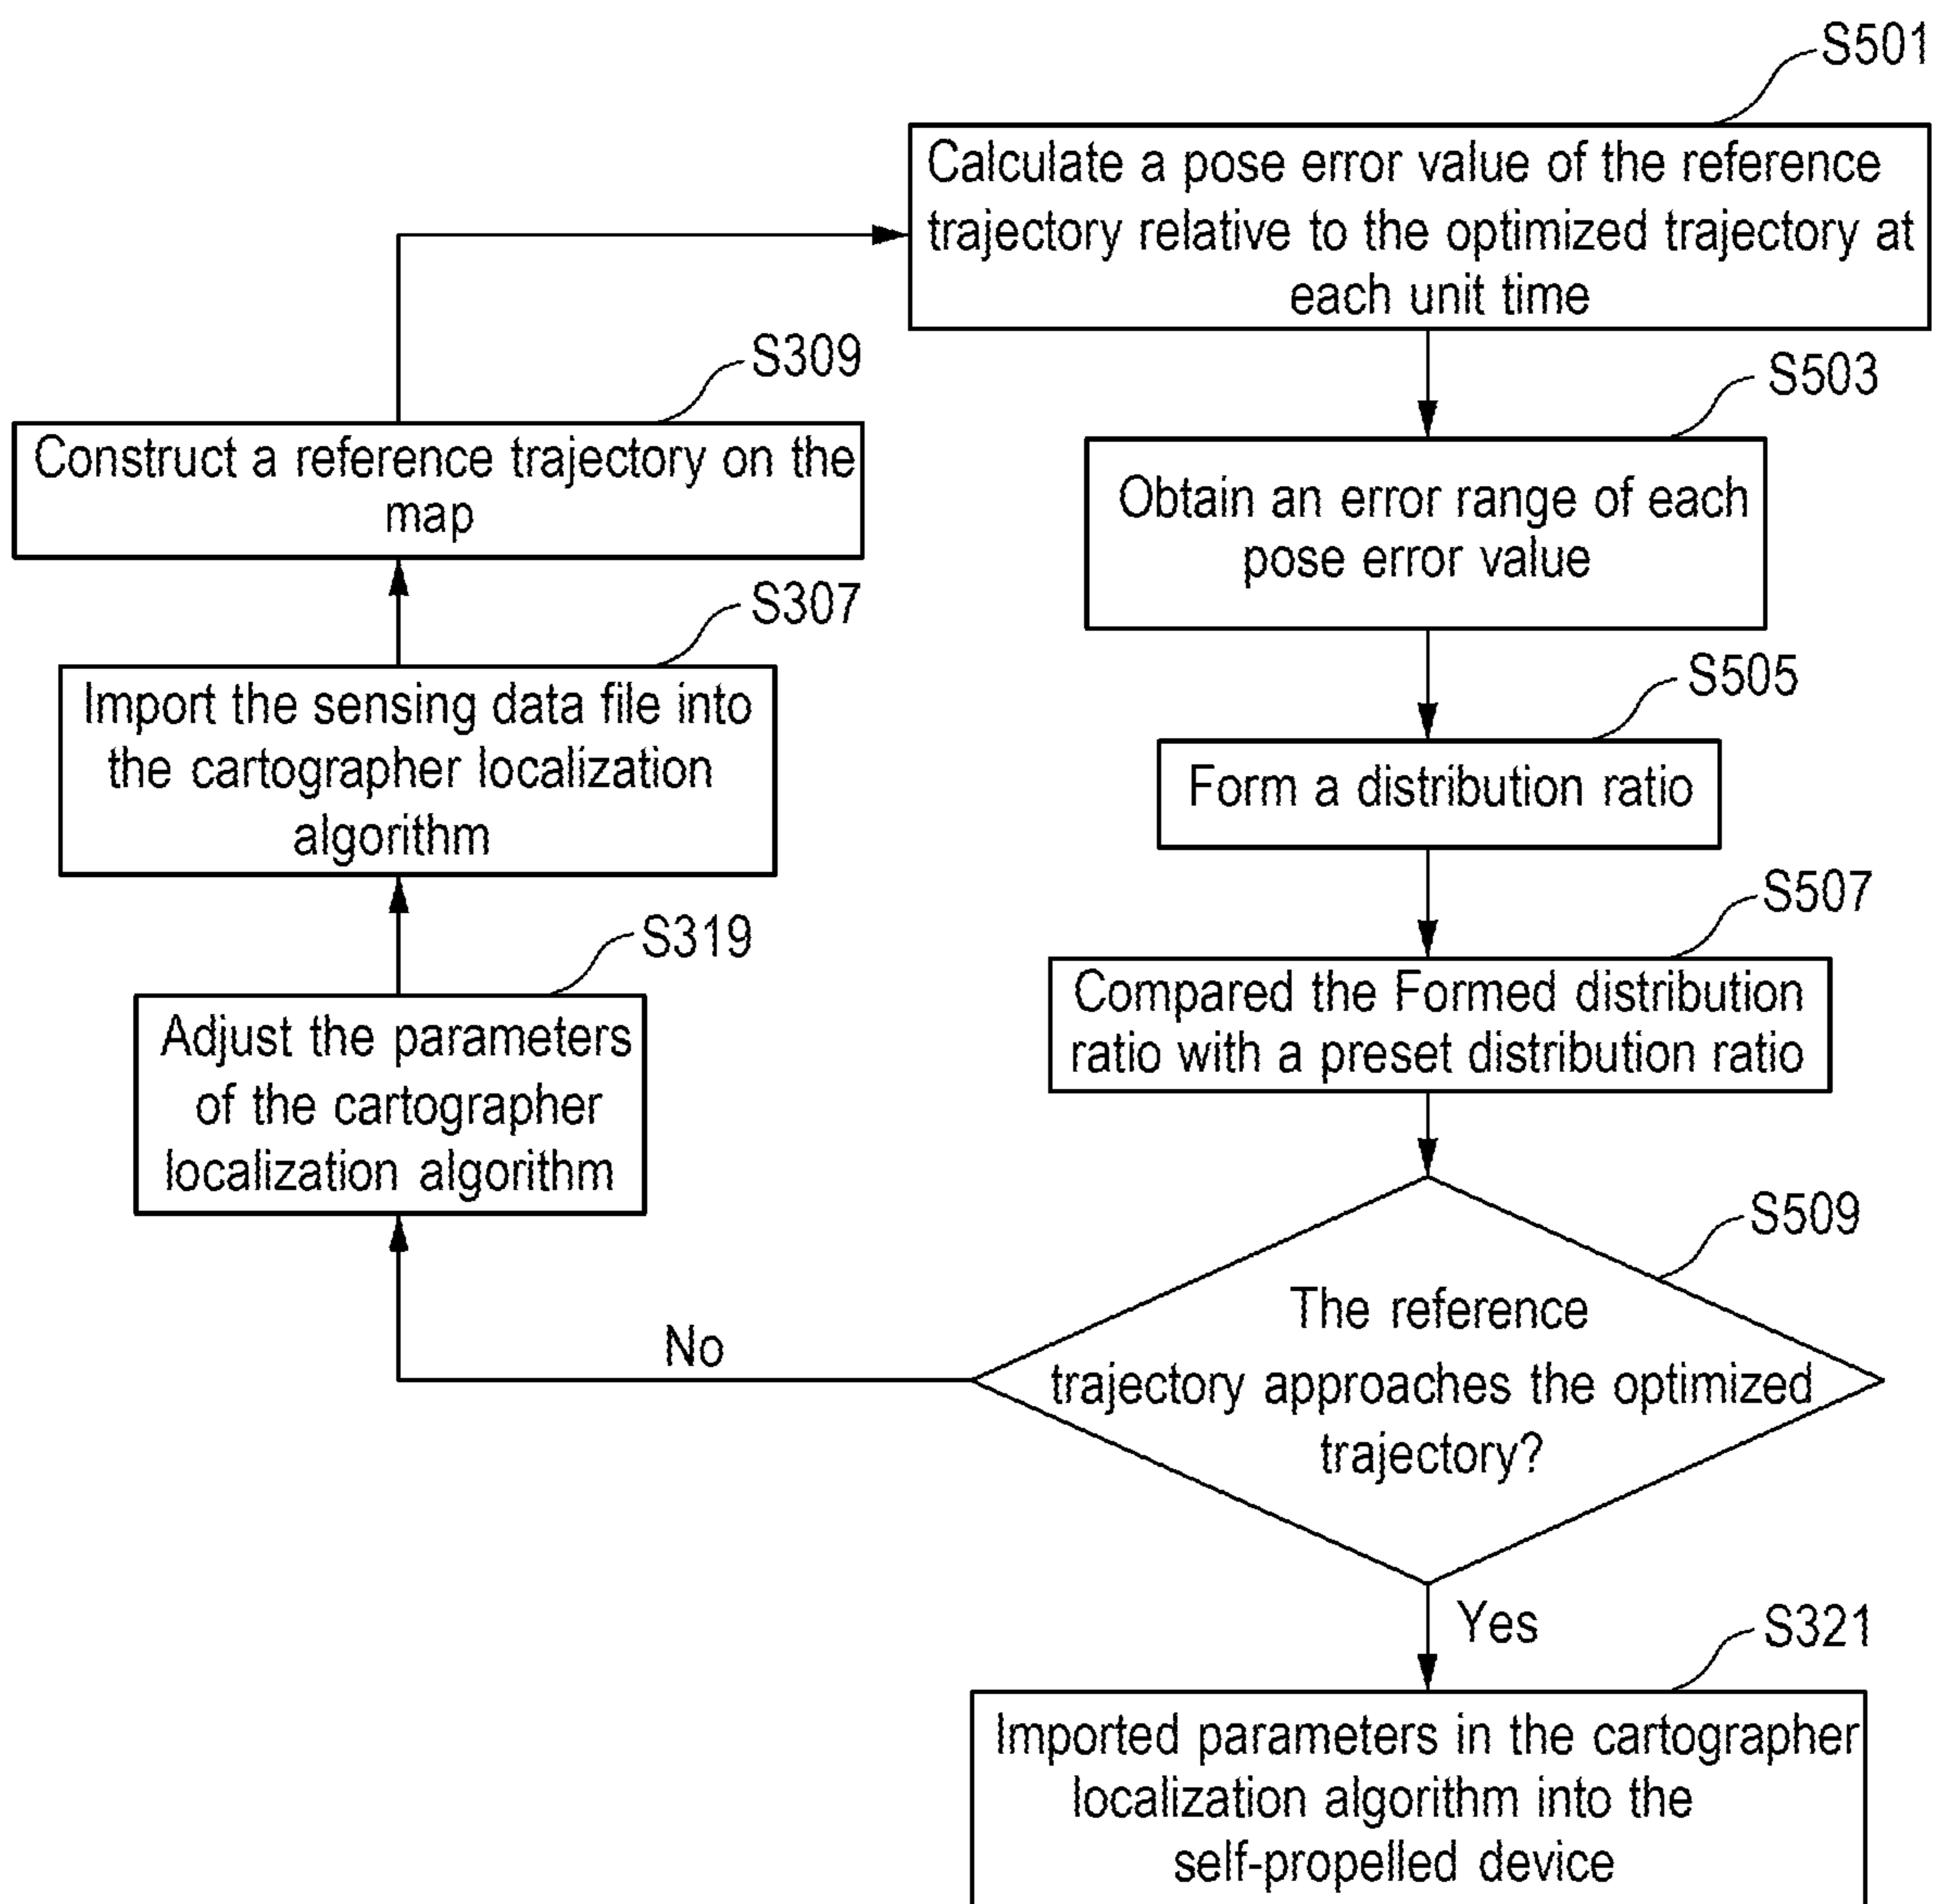 S501
Calculate a pose error value of the reference
trajectory relative to the optimized trajectory at
each unit time
S309
Construct a reference trajectory on the
map
S503
Obtain an error range of each
pose error value
S307
Import the sensing data file into
the cartographer localization
algorithm
S505
Form a distribution ratio
S319
Adjust the parameters
of the cartographer
localization algorithm
S507
Compared the Formed distribution
ratio with a preset distribution ratio
S509
The reference
trajectory approaches the optimized
trajectory?
No
Yes
S321
Imported parameters in the cartographer
localization algorithm into the
self-propelled device